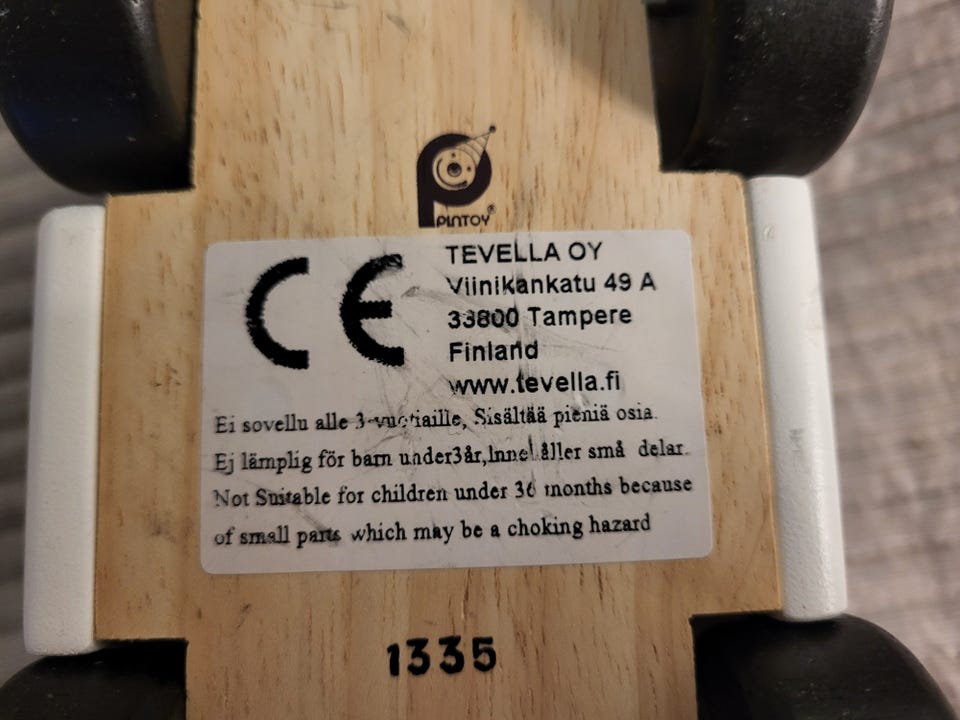 PINTOY®
CE
TEVELLA OY
Viinikankatu 49 A
33800 Tampere
Finland
www.tevella.fi
Ei sovellu alle 3-vuotiaille, Sisältää pieniä osia.
Ej lämplig för barn under3år,Innehåller små delar.
Not Suitable for children under 36 months because
of small parts which may be a choking hazard
1335